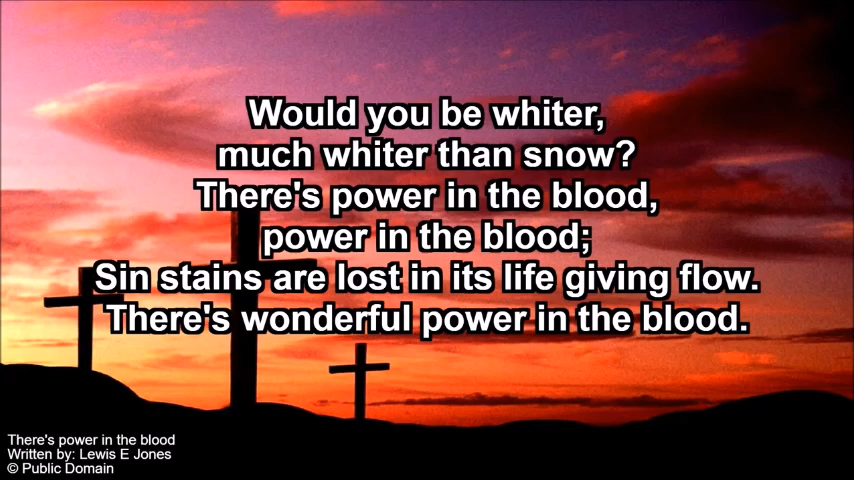 Would you be whiter,
much whiter than snow?
There's power in the blood,
power in the blood;
Sin stains are lost in its life giving flow.
There's wonderful power in the blood.
There's power in the blood
Written by: Lewis E Jones
© Public Domain